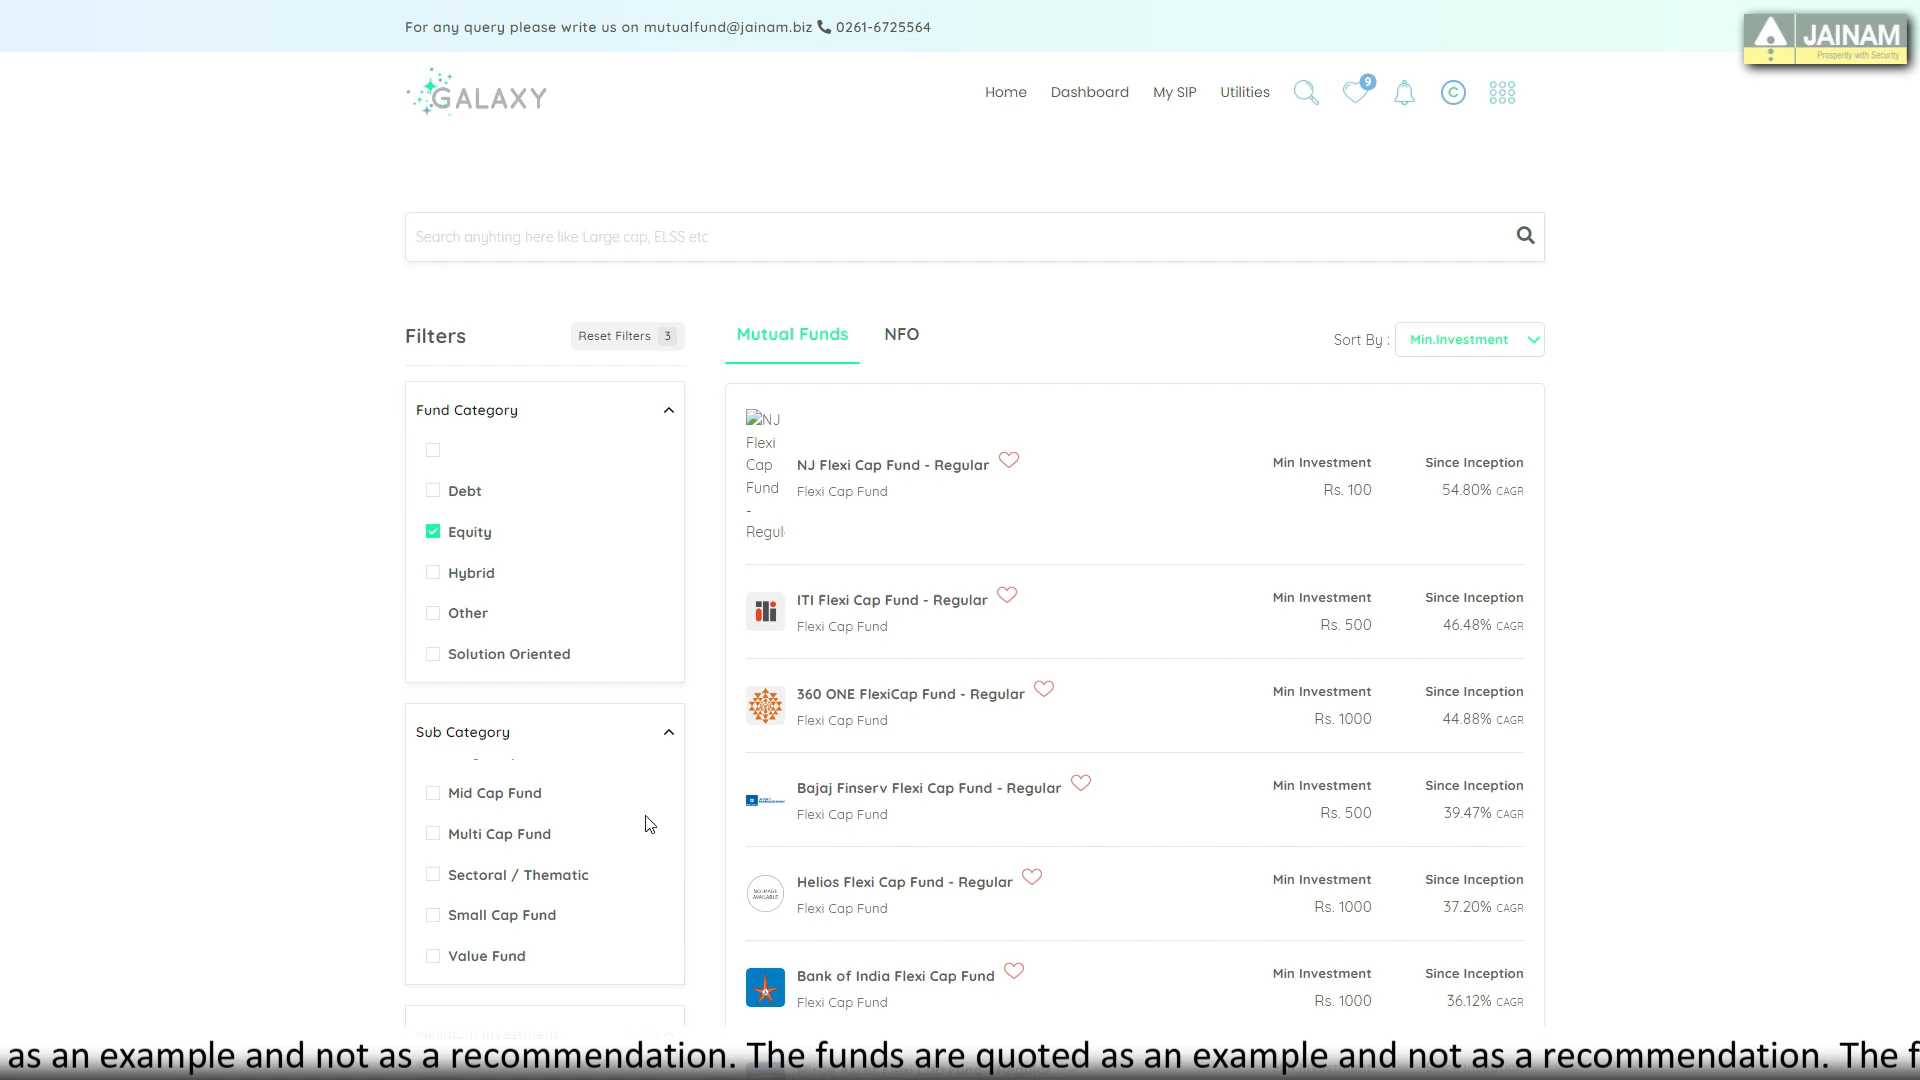 For any query please write us on mutualfund@jainam.biz 0261-6725564
JAINAM
Prosperity with Security
GALAXY
Home Dashboard My SIP Utilities 9 C
Search anyhting here like Large cap, ELSS etc
Filters Reset Filters 3
Mutual Funds NFO Sort By : Min.Investment
Fund Category
Debt
Equity
Hybrid
Other
Solution Oriented
Sub Category
Mid Cap Fund
Multi Cap Fund
Sectoral / Thematic
Small Cap Fund
Value Fund
Minimum Investment
NJ
Flexi
Cap
Fund
-
NJ Flexi Cap Fund - Regular Min Investment Since Inception
Flexi Cap Fund Rs. 100 54.80% CAGR
ITI Flexi Cap Fund - Regular Min Investment Since Inception
Flexi Cap Fund Rs. 500 46.48% CAGR
360 ONE FlexiCap Fund - Regular Min Investment Since Inception
Flexi Cap Fund Rs. 1000 44.88% CAGR
Bajaj Finserv Flexi Cap Fund - Regular Min Investment Since Inception
Flexi Cap Fund Rs. 500 39.47% CAGR
NO IMAGE
AVAILABLE
Helios Flexi Cap Fund - Regular Min Investment Since Inception
Flexi Cap Fund Rs. 1000 37.20% CAGR
Bank of India Flexi Cap Fund Min Investment Since Inception
Flexi Cap Fund Rs. 1000 36.12% CAGR
as an example and not as a recommendation. The funds are quoted as an example and not as a recommendation. The f